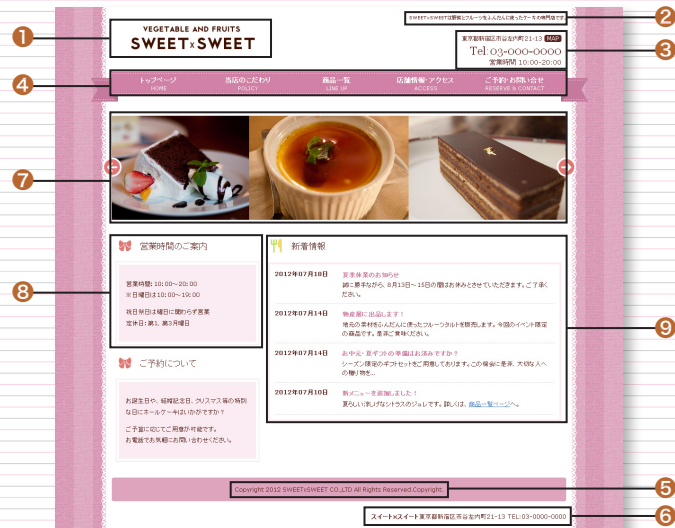 SWEET×SWEETは野菜とフルーツをふんだんに使ったケーキの専門店です。
2
1
VEGETABLE AND FRUITS
SWEET×SWEET
東京都新宿区市谷左内町21-13 MAP
Tel:03-000-0000
営業時間 10:00-20:00
3
4
トップページ
HOME
当店のこだわり
POLICY
商品一覧
LINE UP
店舗情報・アクセス
ACCESS
ご予約・お問い合せ
RESERVE & CONTACT
7
営業時間のご案内
営業時間: 10:00〜20:00
※日曜日は10:00〜19:00
祝日祭日は曜日に関わらず営業
定休日: 第1, 第3月曜日
8
ご予約について
お誕生日や、結婚記念日、クリスマス等の特別
な日にホールケーキはいかがですか?
ご予算に応じてご用意が可能です。
お電話でお気軽にお問い合わせください。
新着情報
2012年07月18日
夏季休業のお知らせ
誠に勝手ながら、8月13日〜15日の間はお休みとさせていただきます。ご了承く
ださい。
2012年07月14日
物産展に出品します!
地元の素材をふんだんに使ったフルーツタルトを販売します。今回のイベント限定
の商品です。是非ご賞味ください。
2012年07月14日
お中元・夏ギフトの準備はお済みですか?
シーズン限定のギフトセットをご用意しております。この機会に是非、大切な人へ
の贈り物を…
2012年07月10日
新メニューを追加しました!
夏らしい涼しげなシトラスのジュレです。詳しくは、商品一覧ページへ。
9
Copyright 2012 SWEET×SWEET CO.,LTD All Rights Reserved.Copyright.
5
スイート×スイート東京都新宿区市谷左内町21-13 TEL:03-0000-0000
6